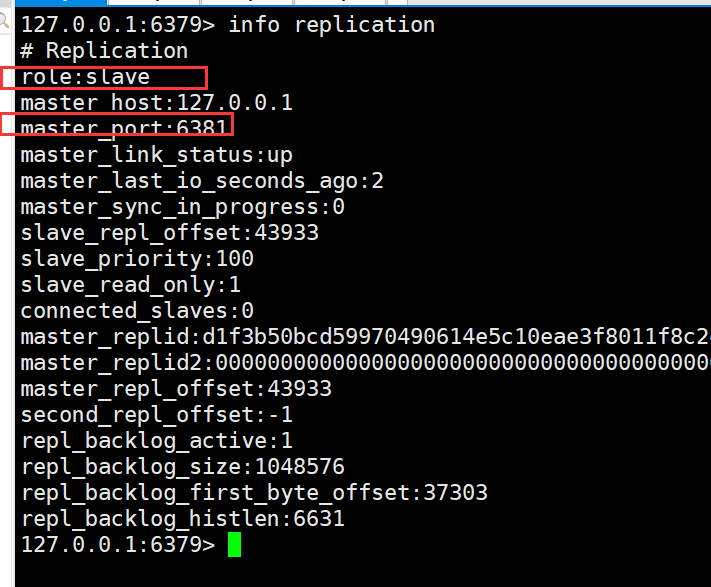 127.0.0.1:6379> info replication
# Replication
role:slave
master_host:127.0.0.1
master_port:6381
master_link_status:up
master_last_io_seconds_ago:2
master_sync_in_progress:0
slave_repl_offset:43933
slave_priority:100
slave_read_only:1
connected_slaves:0
master_replid:d1f3b50bcd59970490614e5c10eae3f8011f8c2
master_replid2:000000000000000000000000000000000000000
master_repl_offset:43933
second_repl_offset:-1
repl_backlog_active:1
repl_backlog_size:1048576
repl_backlog_first_byte_offset:37303
repl_backlog_histlen:6631
127.0.0.1:6379>